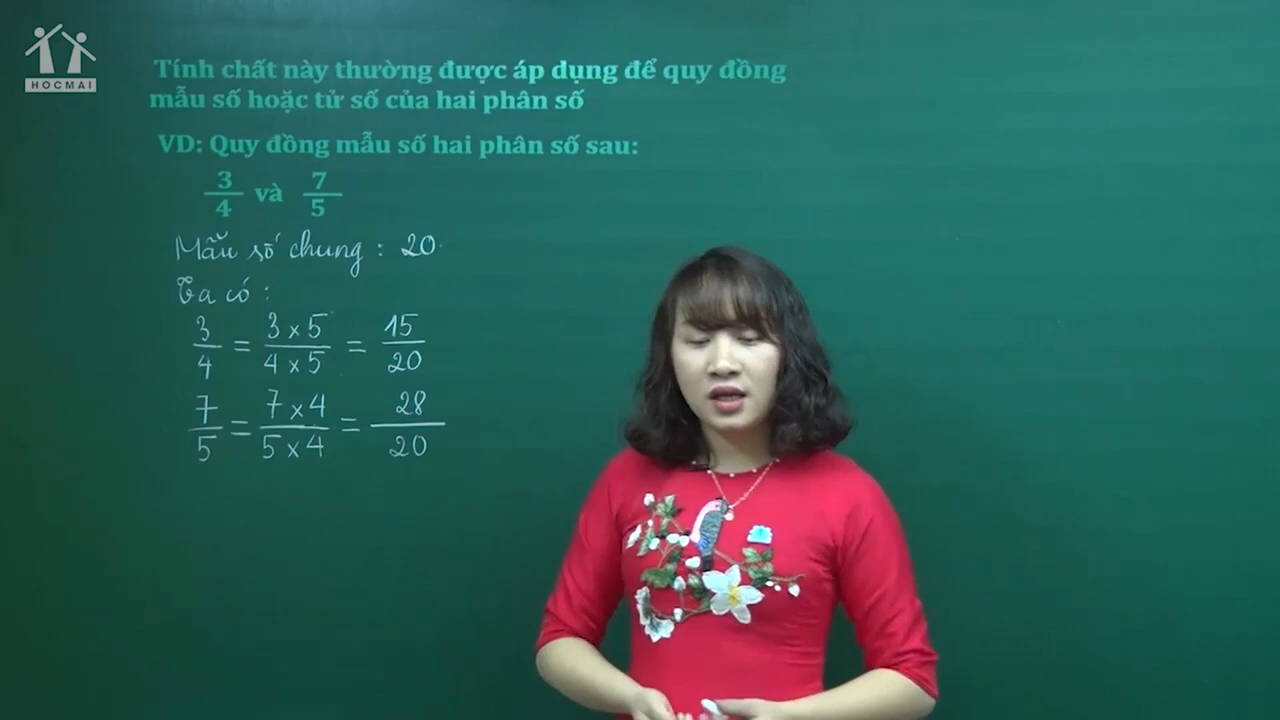 HOCMAI
Tính chất này thường được áp dụng để quy đồng
mẫu số hoặc tử số của hai phân số
VD: Quy đồng mẫu số hai phân số sau:
3/4 và 7/5
Mẫu số chung : 20
Ta có :
3/4 = 3 x 5/4 x 5 = 15/20
7/5 = 7 x 4/5 x 4 = 28/20